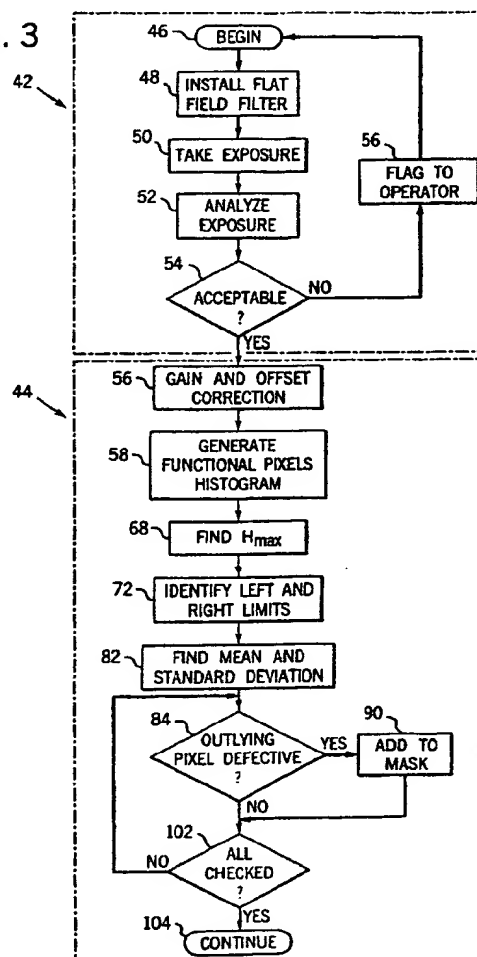 . 3
42
46
BEGIN
48
INSTALL FLAT
FIELD FILTER
50
TAKE EXPOSURE
56
FLAG TO
OPERATOR
52
ANALYZE
EXPOSURE
54
ACCEPTABLE
?
NO
YES
44
56
GAIN AND OFFSET
CORRECTION
58
GENERATE
FUNCTIONAL PIXELS
HISTOGRAM
68
FIND Hmax
72
IDENTIFY LEFT AND
RIGHT LIMITS
82
FIND MEAN AND
STANDARD DEVIATION
84
OUTLYING
PIXEL DEFECTIVE
?
YES
90
ADD TO
MASK
NO
102
ALL
CHECKED
?
NO
YES
104
CONTINUE